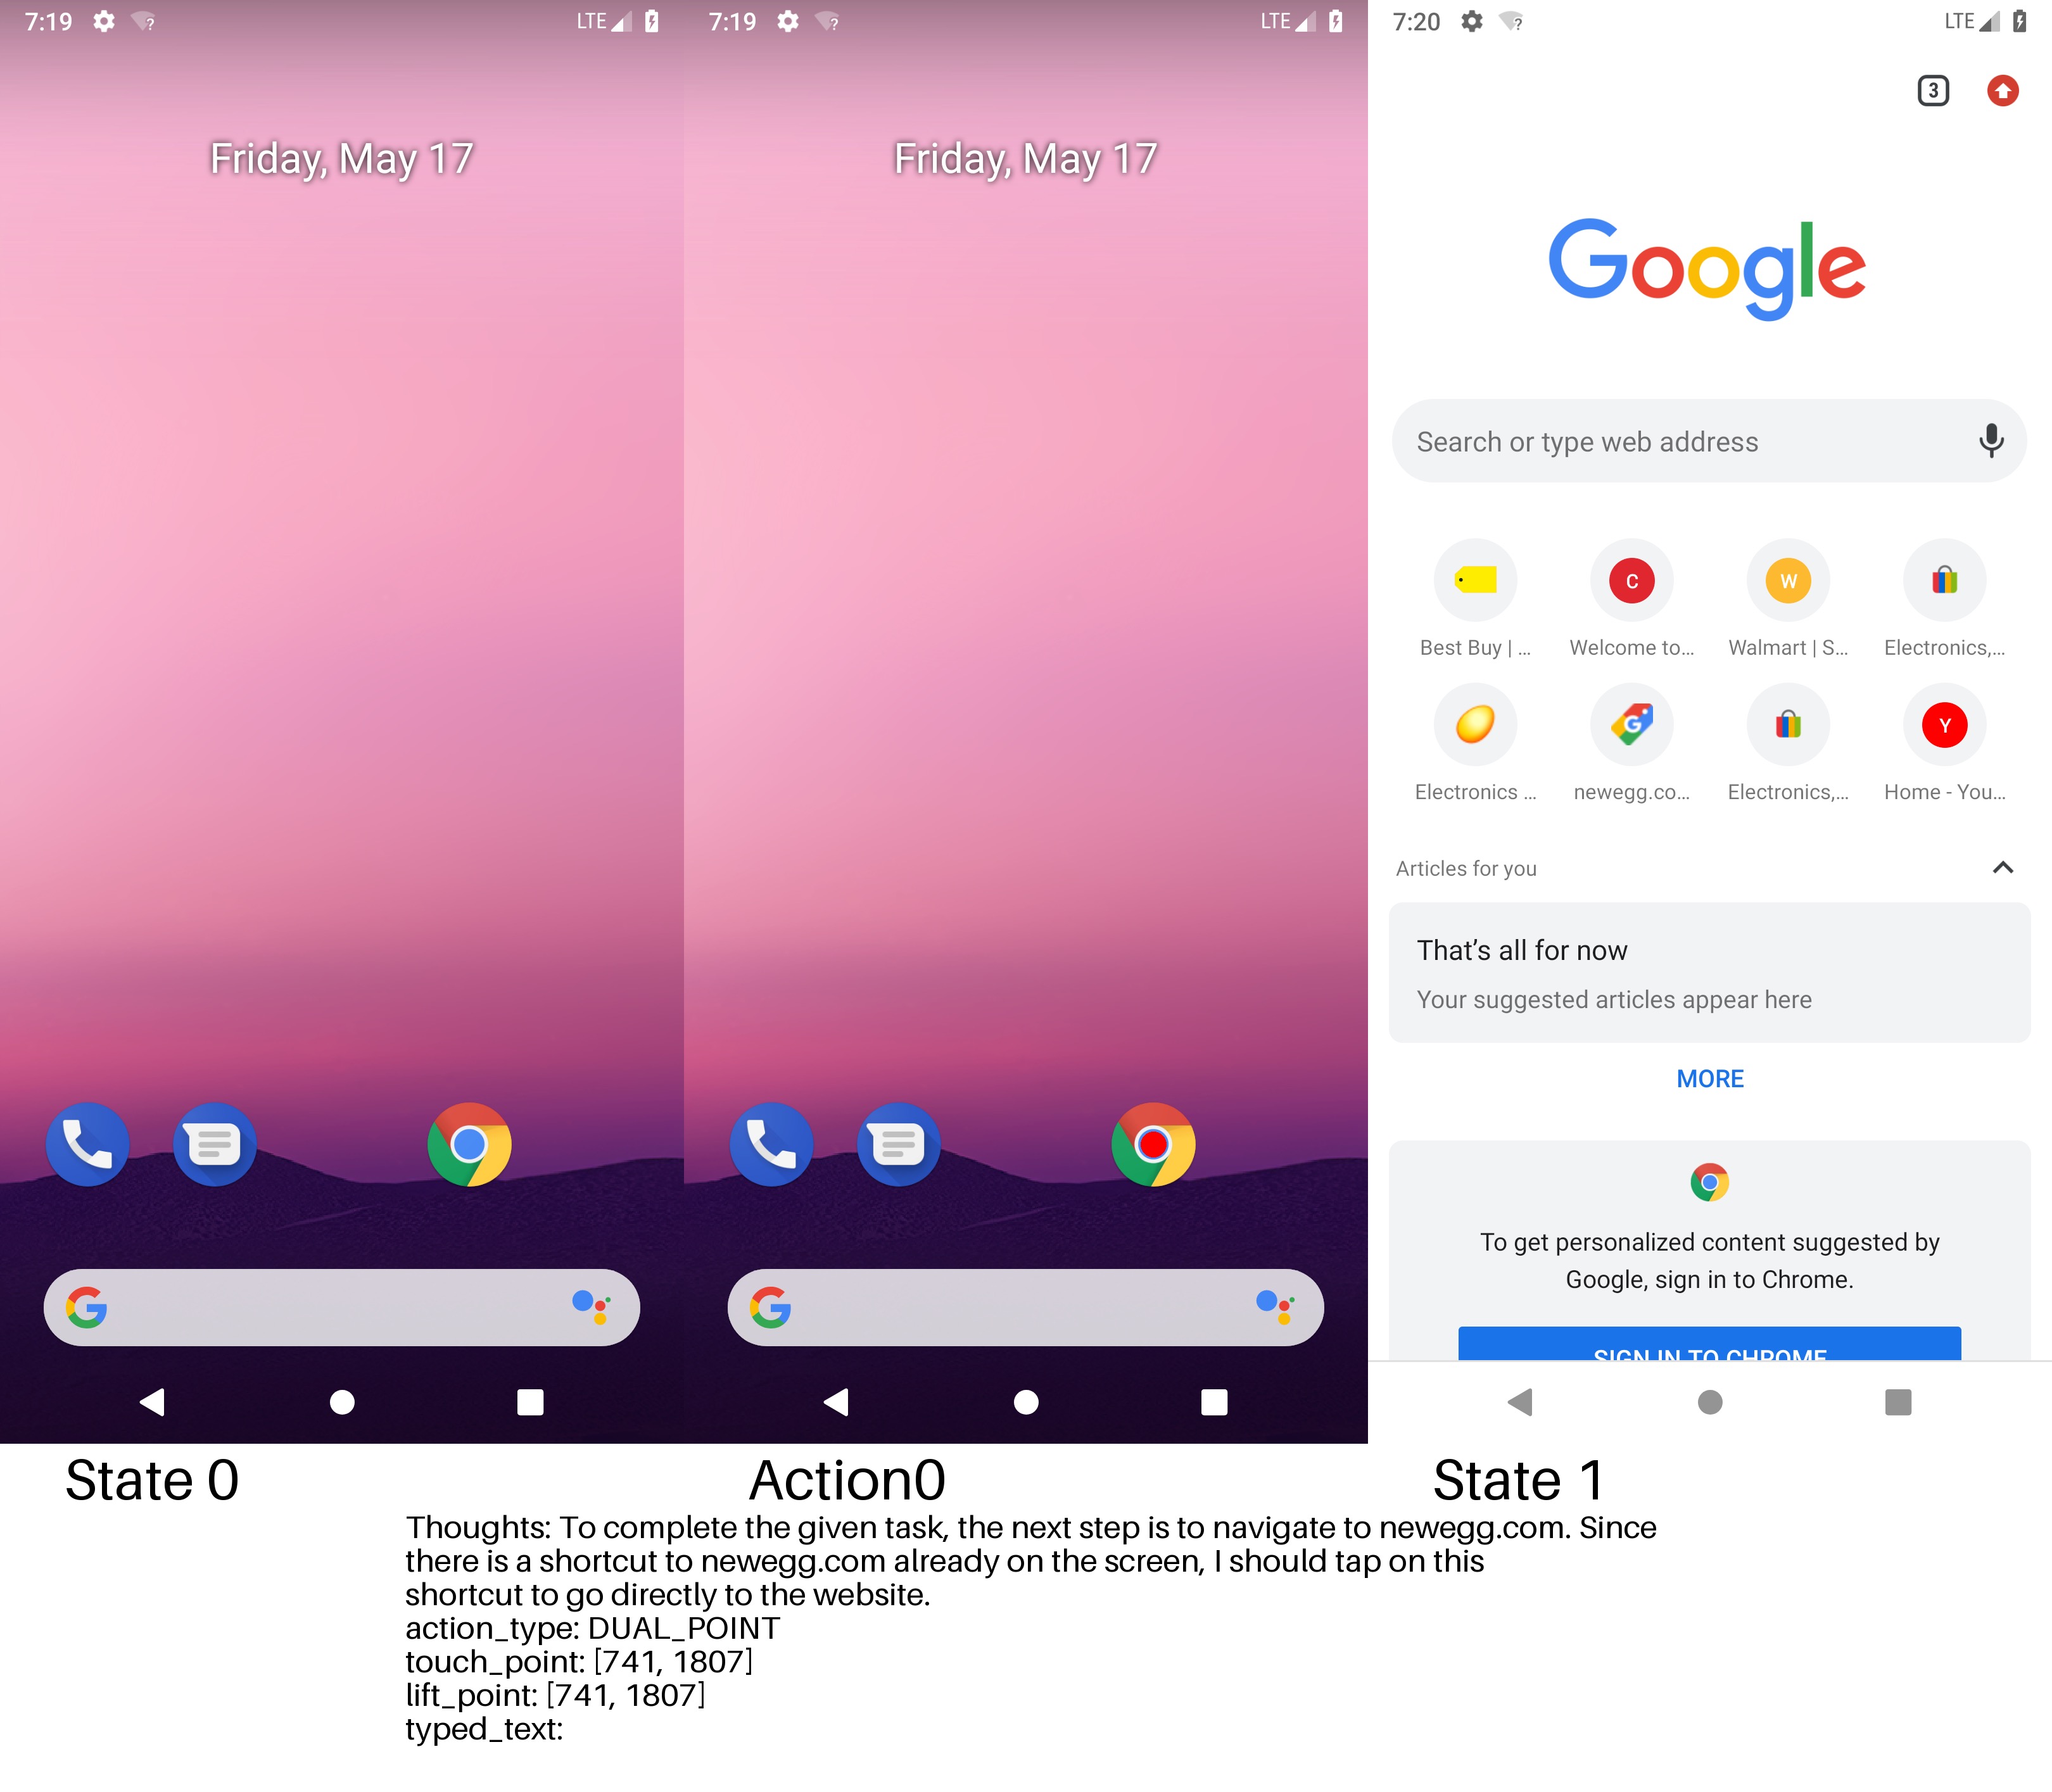 7:19
LTE
Friday, May 17
7:19
LTE
Friday, May 17
7:20
LTE
3
Google
Search or type web address
Best Buy | ...
C
Welcome to...
W
Walmart | S...
Electronics,...
Electronics ...
newegg.co...
Electronics,...
Y
Home - You...
Articles for you
That's all for now
Your suggested articles appear here
MORE
To get personalized content suggested by
Google, sign in to Chrome.
SIGN IN TO CHROME
State 0
Action0
State 1
Thoughts: To complete the given task, the next step is to navigate to newegg.com. Since
there is a shortcut to newegg.com already on the screen, I should tap on this
shortcut to go directly to the website.
action_type: DUAL_POINT
touch_point: [741, 1807]
lift_point: [741, 1807]
typed_text: